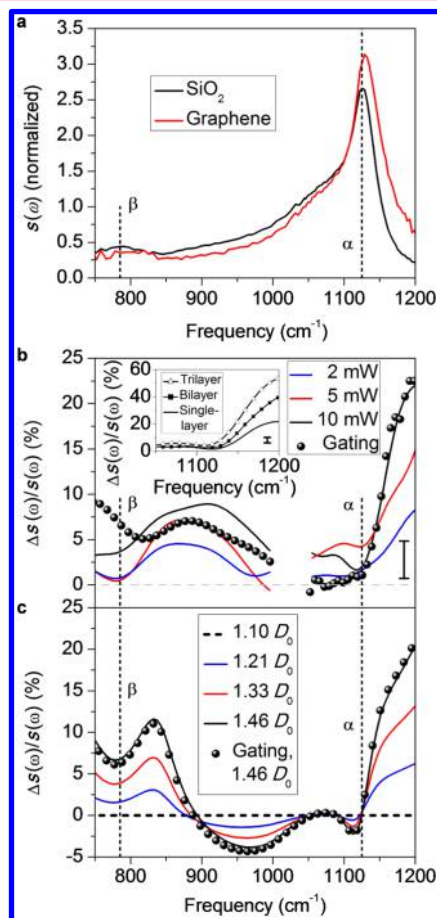 a
3.5
3.0
2.5
2.0
1.5
1.0
0.5
0.0
s(ω) (normalized)
SiO2
Graphene
β
α
800 900 1000 1100 1200
Frequency (cm-1)
b
25
20
15
10
5
0
Δs(ω)/s(ω) (%)
60
40
20
0
Δs(ω)/s(ω) (%)
Trilayer
Bilayer
Single-
layer
1100 1200
Frequency (cm-1)
2 mW
5 mW
10 mW
Gating
β
α
c
25
20
15
10
5
0
-5
Δs(ω)/s(ω) (%)
1.10 D0
1.21 D0
1.33 D0
1.46 D0
Gating,
1.46 D0
β
α
800 900 1000 1100 1200
Frequency (cm-1)